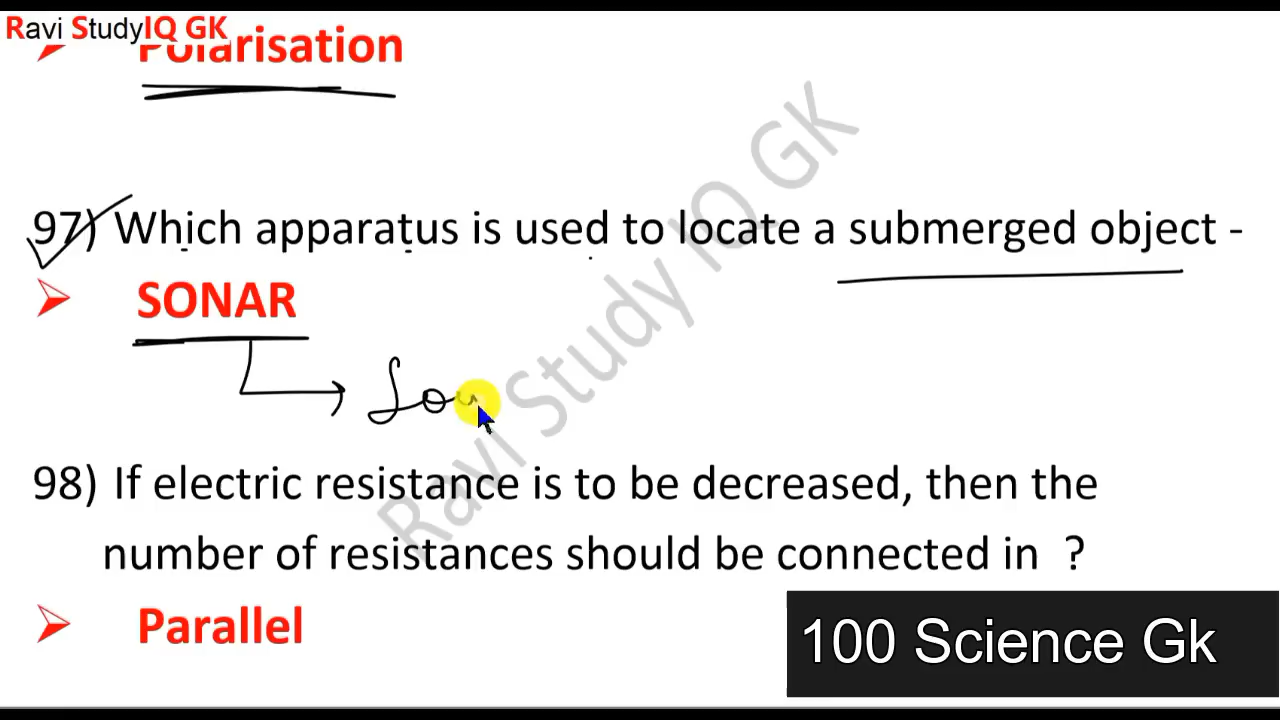 Ravi StudyIQ GK
Polarisation
97) Which apparatus is used to locate a submerged object -
SONAR
Sou
98) If electric resistance is to be decreased, then the
number of resistances should be connected in ?
Parallel
100 Science Gk
Ravi Study IQ GK